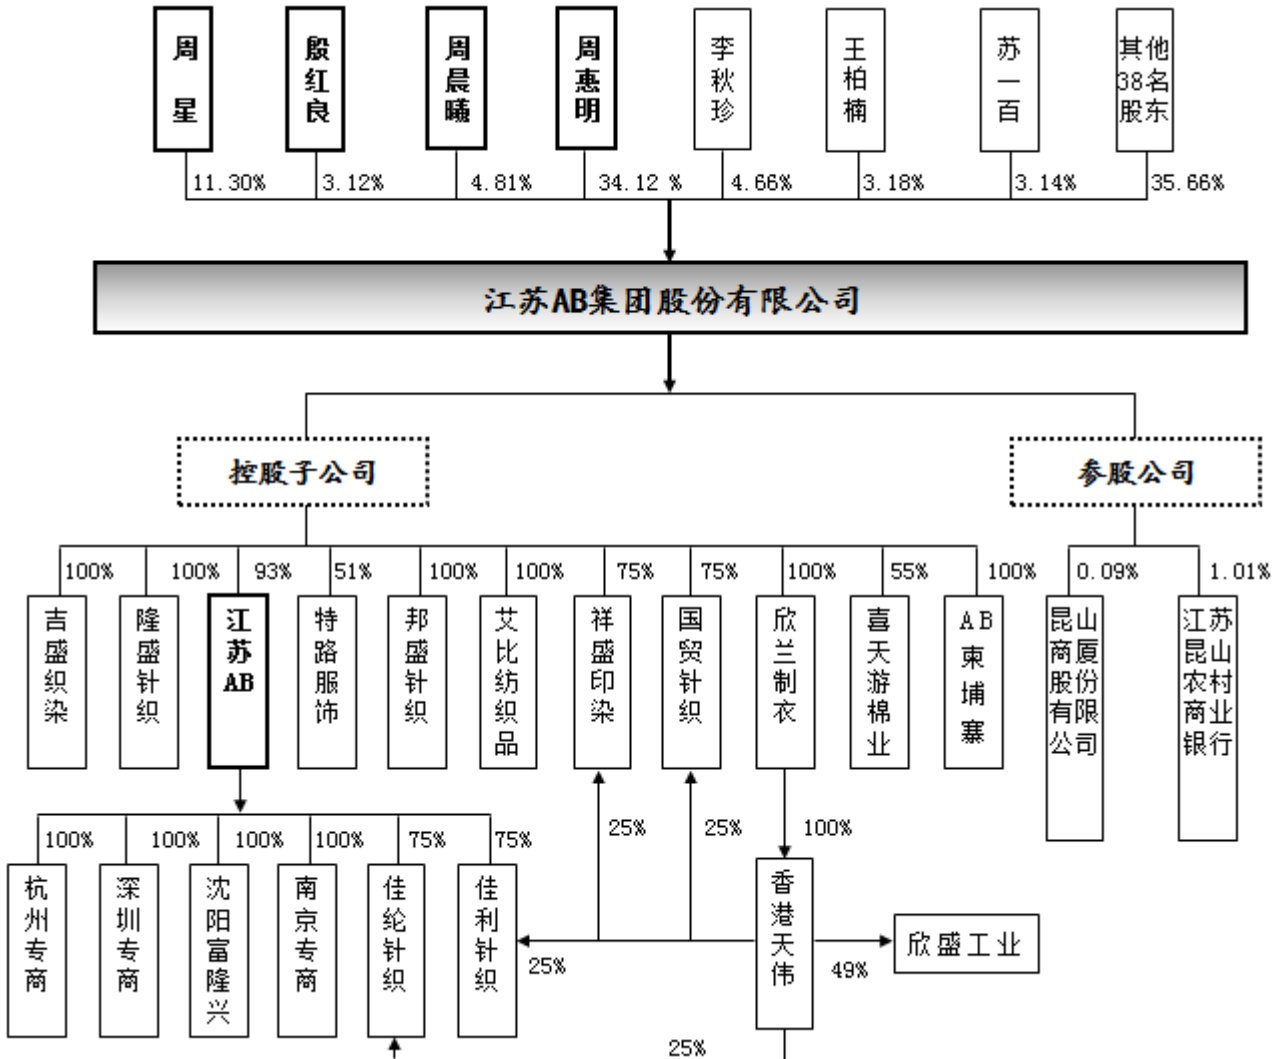 周星
殷红良
周晨曦
周惠明
李秋珍
王柏楠
苏一百
其他38名股东
11.30%
3.12%
4.81%
34.12 %
4.66%
3.18%
3.14%
35.66%
江苏AB集团股份有限公司
控股子公司
参股公司
100%
100%
93%
51%
100%
100%
75%
75%
100%
55%
100%
0.09%
1.01%
吉盛织染
隆盛针织
江苏AB
特路服饰
邦盛针织
艾比纺织品
祥盛印染
国贸针织
欣兰制衣
喜天游棉业
AB柬埔寨
昆山商厦股份有限公司
江苏昆山农村商业银行
100%
100%
100%
100%
75%
75%
25%
25%
100%
杭州专商
深圳专商
沈阳富隆兴
南京专商
佳纶针织
佳利针织
香港天伟
欣盛工业
25%
49%
25%